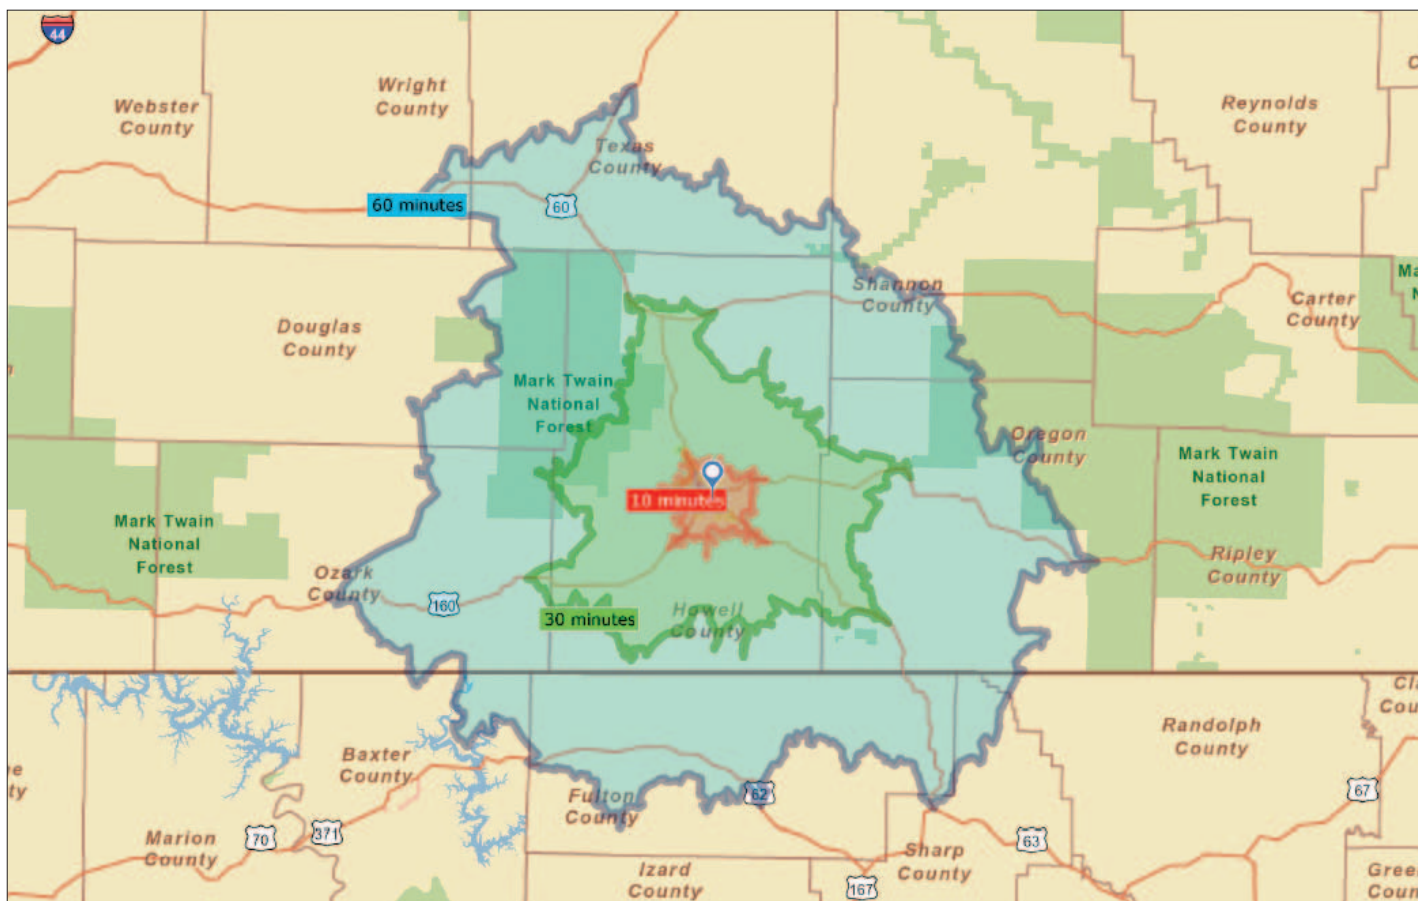 44
Wright
County
Webster
County
Reynolds
County
Texas
County
60 minutes
60
Shannon
County
Carter
County
Douglas
County
Mark Twain
National
Forest
Oregon
County
Mark Twain
National
Forest
10 minutes
Mark Twain
National
Forest
Ozark
County
Ripley
County
160
30 minutes
Howell
County
Randolph
County
Baxter
County
Fulton
County
62
67
Marion
County
70
371
63
Sharp
County
Izard
County
167